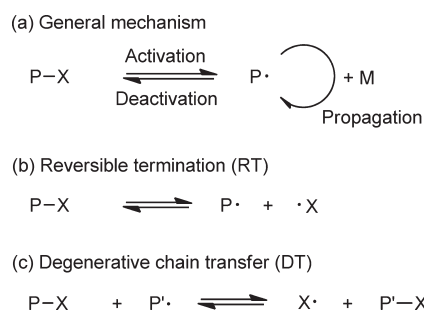 (a) General mechanism
Activation
P–X P· + M
Deactivation
Propagation
(b) Reversible termination (RT)
P–X P· + ·X
(c) Degenerative chain transfer (DT)
P–X + P'· X· + P'–X